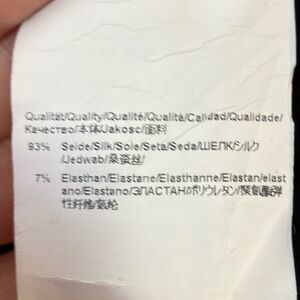 Qualität/Quality/Qualité/Qualità/Calidad/Qualidade/
Качество/本体/Jakosc/面料
93% Seide/Silk/Soie/Seta/Seda/ШЕЛК/シルク
/Jedwab/桑蚕丝/
7% Elasthan/Elastane/Elasthanne/Elastan/elast
ano/Elastano/ЭЛАСТАН/ポリウレタン/聚氨酯弹
性纤维/氨纶